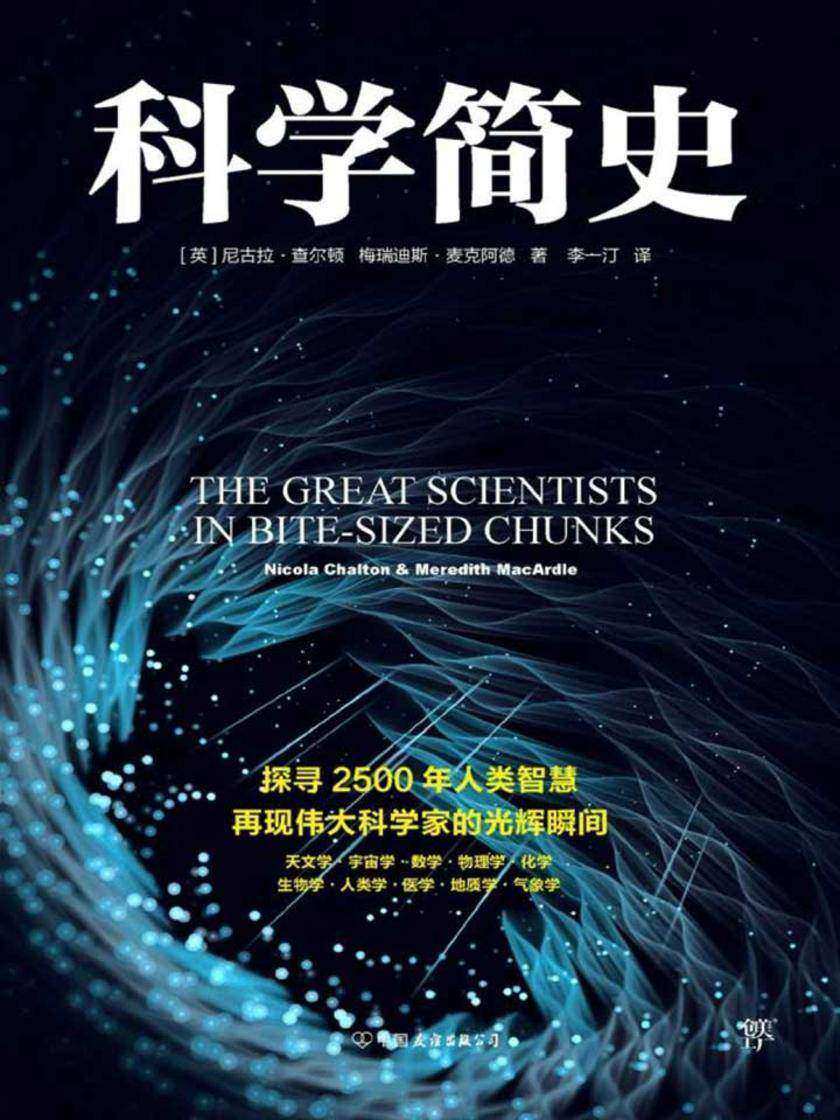 科学简史
[英]尼古拉·查尔顿 梅瑞迪斯·麦克阿德 著 李一汀 译
THE GREAT SCIENTISTS
IN BITE-SIZED CHUNKS
Nicola Chalton & Meredith MacArdle
探寻 2500 年人类智慧
再现伟大科学家的光辉瞬间
天文学·宇宙学·数学·物理学·化学
生物学·人类学·医学·地质学·气象学
中国友谊出版公司
创美工厂